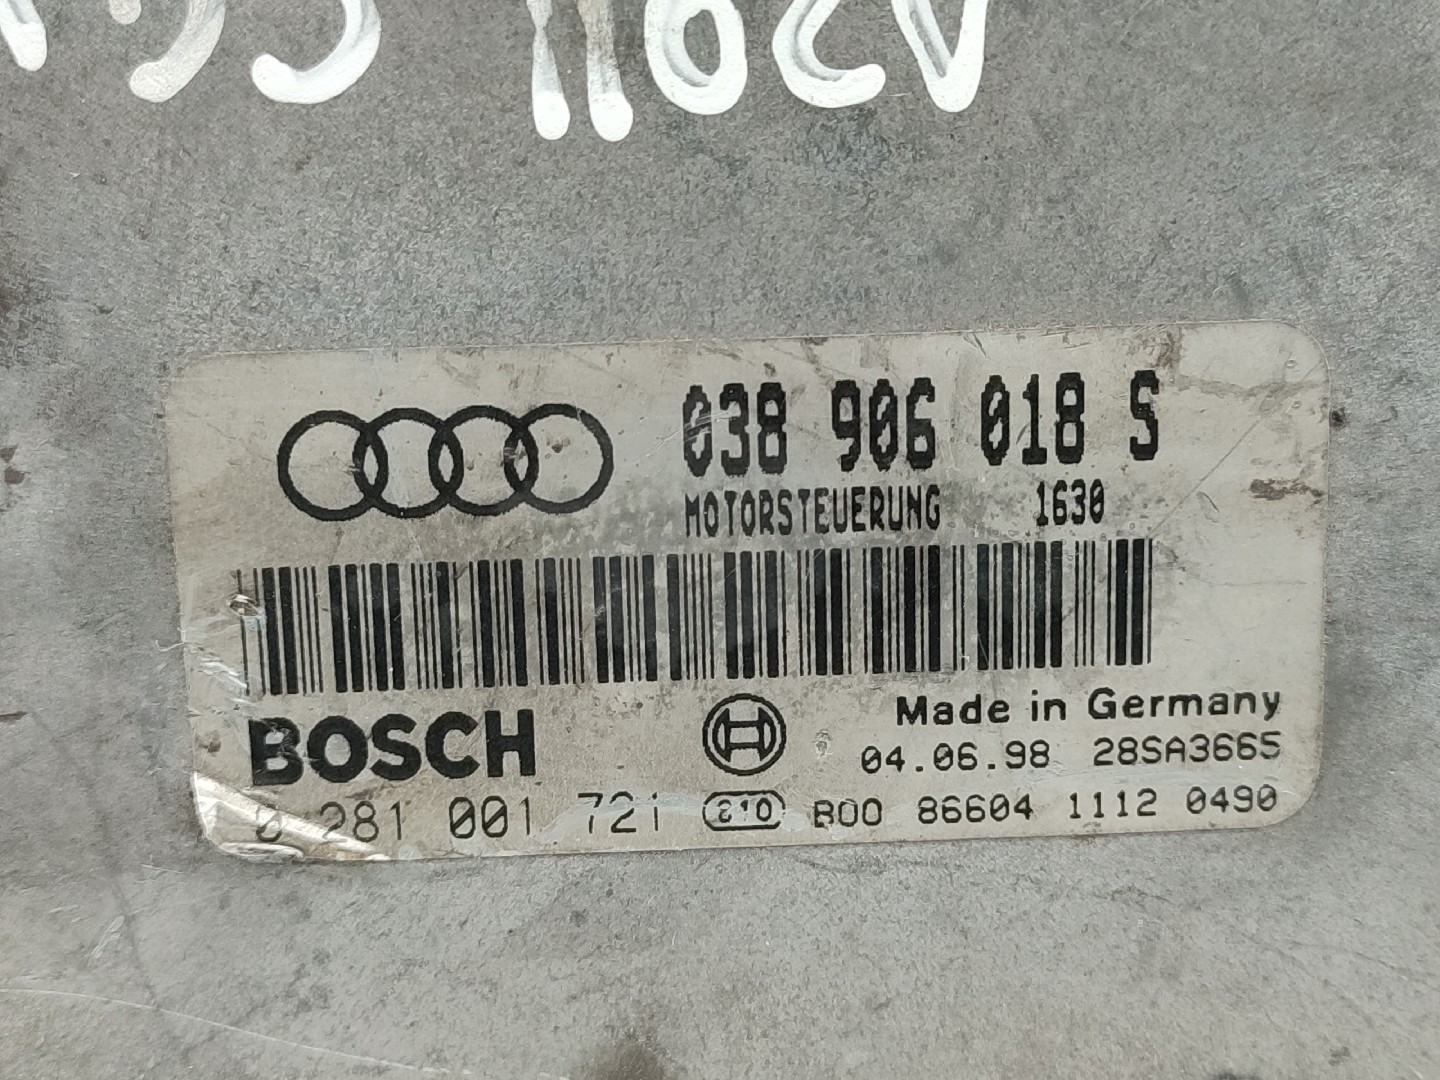 038 906 018 S
MOTORSTEUERUNG 1630
BOSCH
Made in Germany
04.06.98 28SA3665
0 281 001 721 B00 86604 1112 0490